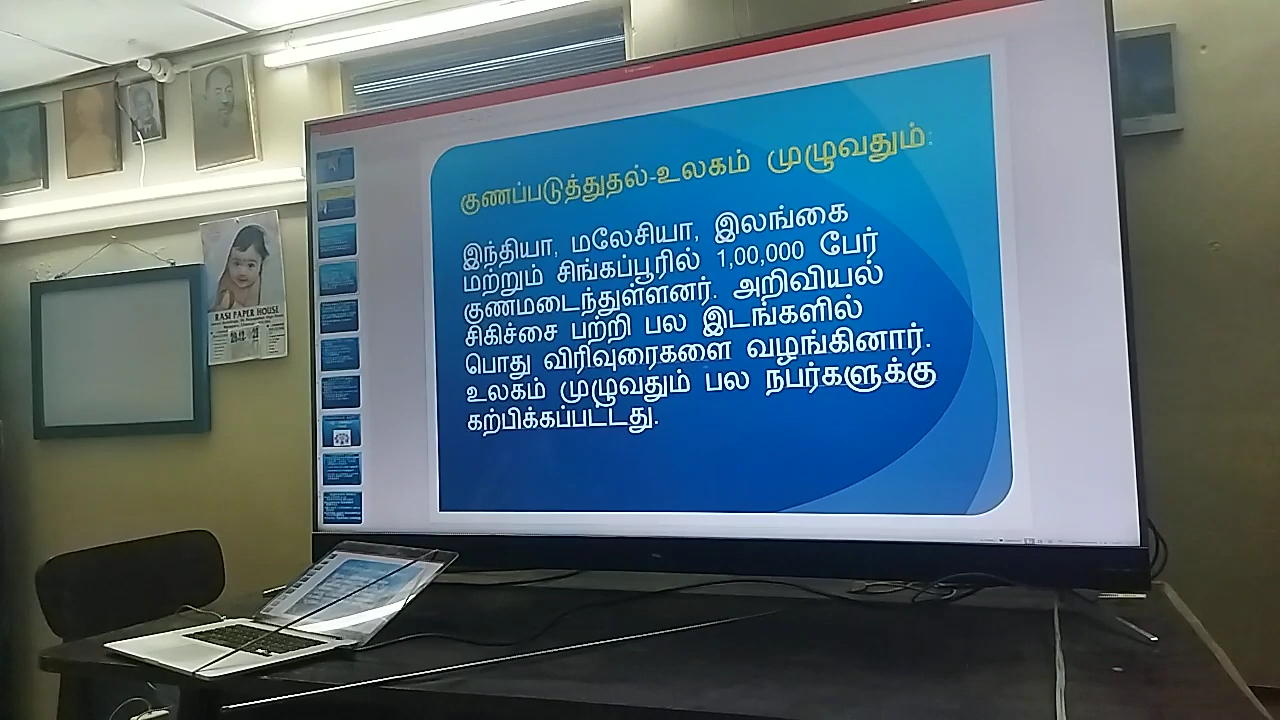 குணப்படுத்துதல்-உலகம் முழுவதும்:
இந்தியா, மலேசியா, இலங்கை
மற்றும் சிங்கப்பூரில் 1,00,000 பேர்
குணமடைந்துள்ளனர். அறிவியல்
சிகிச்சை பற்றி பல இடங்களில்
பொது விரிவுரைகளை வழங்கினார்.
உலகம் முழுவதும் பல நபர்களுக்கு
கற்பிக்கப்பட்டது.
RASI PAPER HOUSE